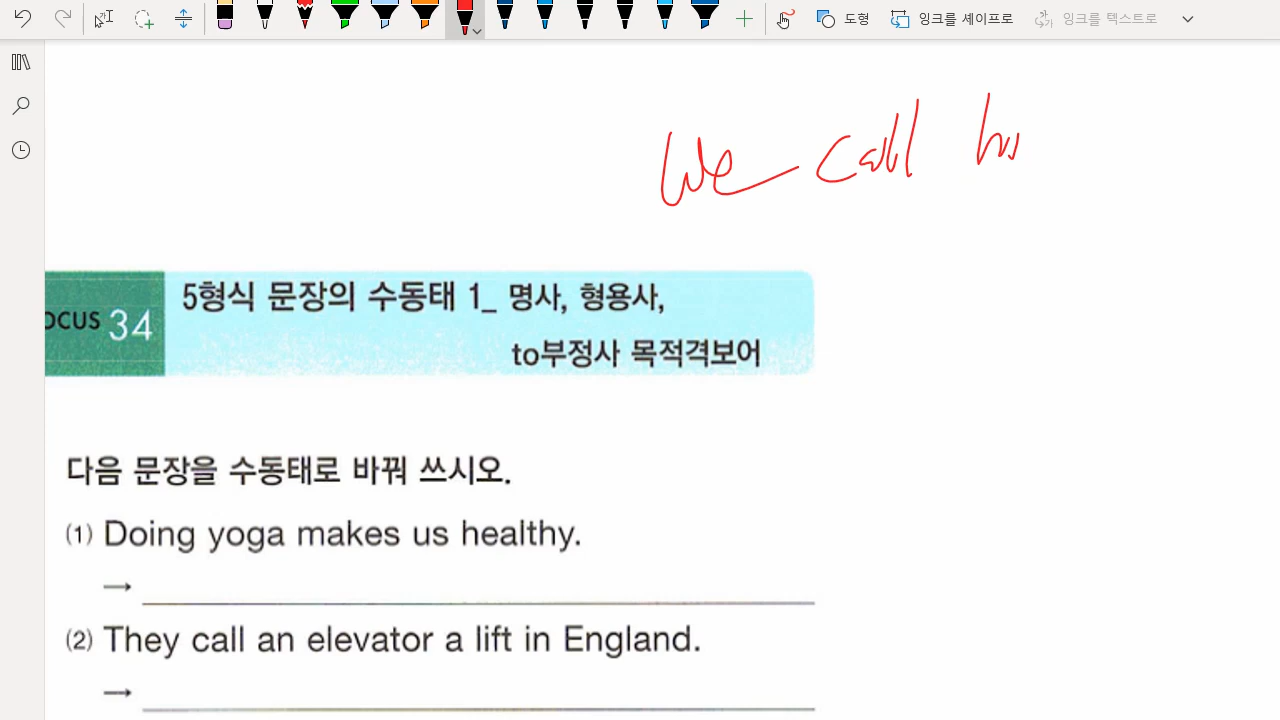 도형
잉크를 셰이프로
잉크를 텍스트로
We call
OCUS 34
5형식 문장의 수동태 1_ 명사, 형용사,
to부정사 목적격보어
다음 문장을 수동태로 바꿔 쓰시오.
(1) Doing yoga makes us healthy.
→
(2) They call an elevator a lift in England.
→